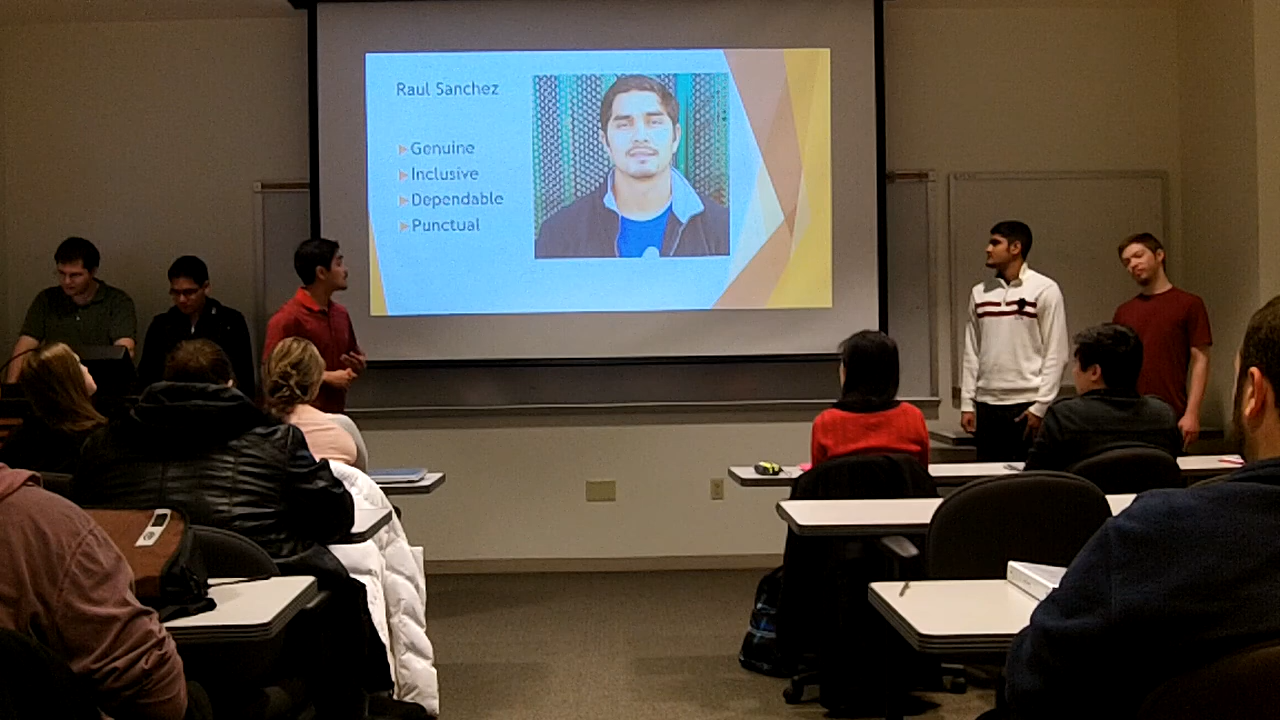 Raul Sanchez
Genuine
Inclusive
Dependable
Punctual